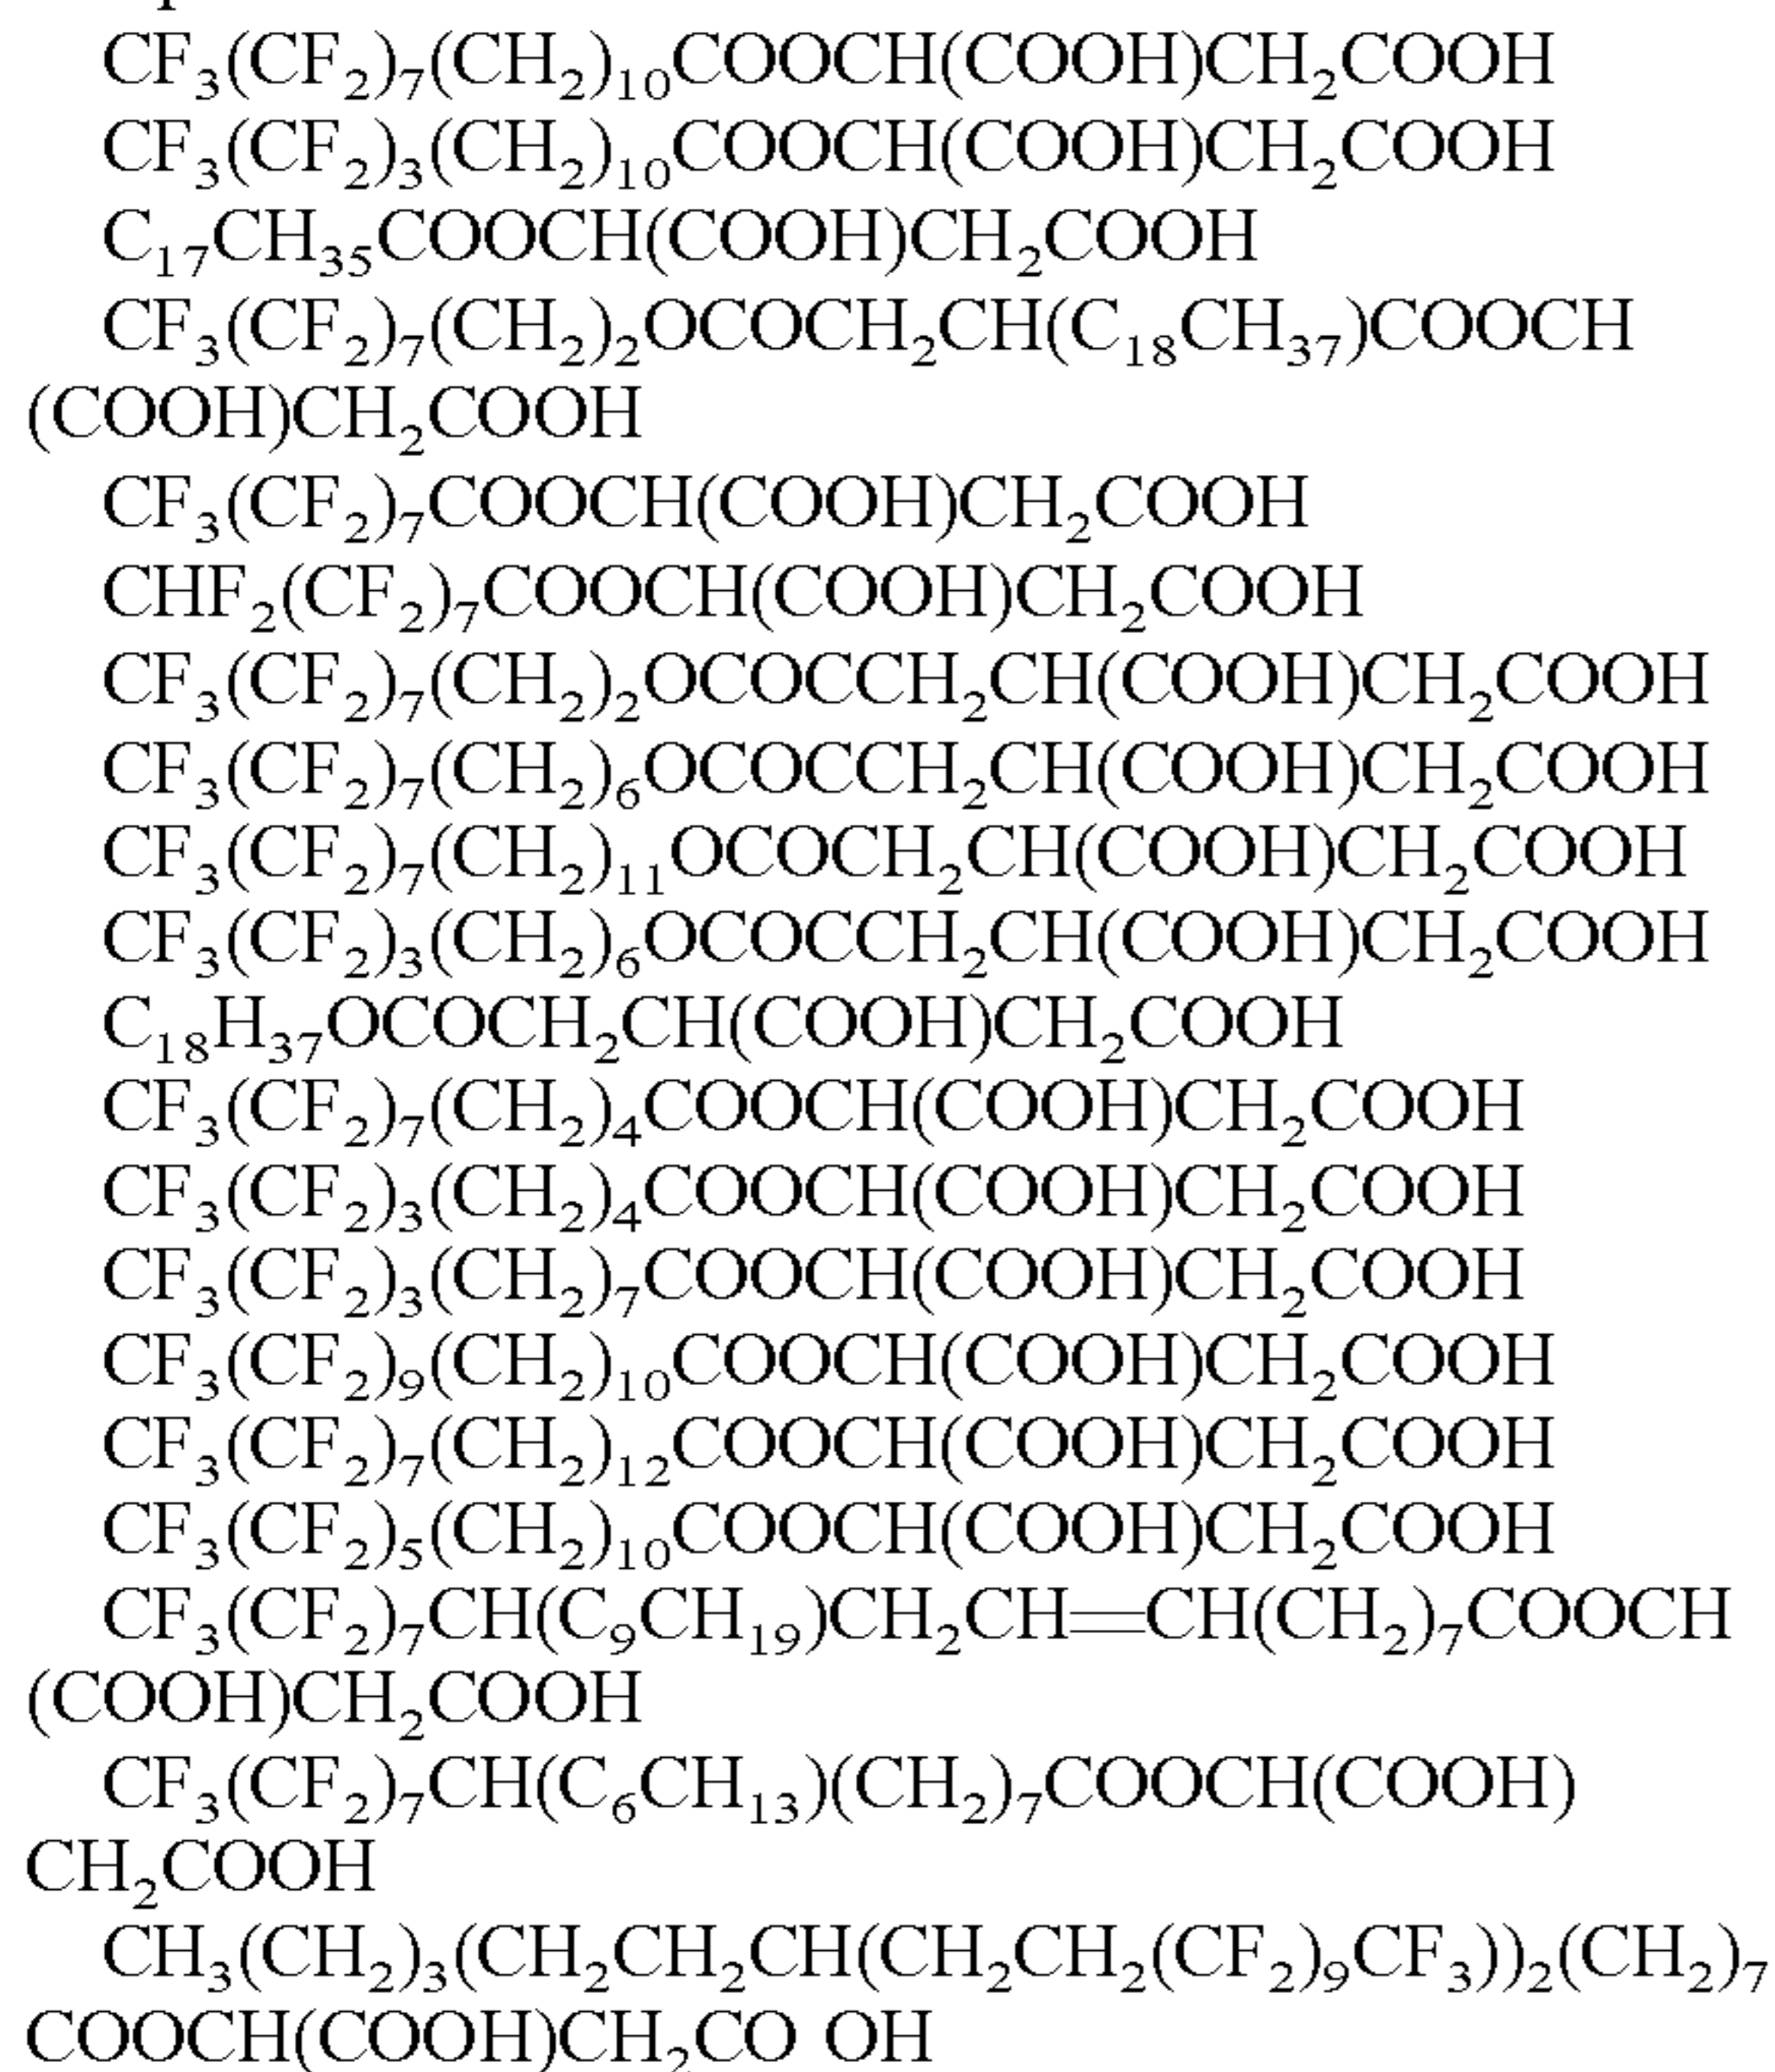 CF₃(CF₂)₇(CH₂)₁₀COOCH(COOH)CH₂COOH
CF₃(CF₂)₃(CH₂)₁₀COOCH(COOH)CH₂COOH
C₁₇CH₃₅COOCH(COOH)CH₂COOH
CF₃(CF₂)₇(CH₂)₂OCOCH₂CH(C₁₈CH₃₇)COOCH
(COOH)CH₂COOH
CF₃(CF₂)₇COOCH(COOH)CH₂COOH
CHF₂(CF₂)₇COOCH(COOH)CH₂COOH
CF₃(CF₂)₇(CH₂)₂OCOCCH₂CH(COOH)CH₂COOH
CF₃(CF₂)₇(CH₂)₆OCOCCH₂CH(COOH)CH₂COOH
CF₃(CF₂)₇(CH₂)₁₁OCOCH₂CH(COOH)CH₂COOH
CF₃(CF₂)₃(CH₂)₆OCOCCH₂CH(COOH)CH₂COOH
C₁₈H₃₇OCOCH₂CH(COOH)CH₂COOH
CF₃(CF₂)₇(CH₂)₄COOCH(COOH)CH₂COOH
CF₃(CF₂)₃(CH₂)₄COOCH(COOH)CH₂COOH
CF₃(CF₂)₃(CH₂)₇COOCH(COOH)CH₂COOH
CF₃(CF₂)₉(CH₂)₁₀COOCH(COOH)CH₂COOH
CF₃(CF₂)₇(CH₂)₁₂COOCH(COOH)CH₂COOH
CF₃(CF₂)₅(CH₂)₁₀COOCH(COOH)CH₂COOH
CF₃(CF₂)₇CH(C₉CH₁₉)CH₂CH=CH(CH₂)₇COOCH
(COOH)CH₂COOH
CF₃(CF₂)₇CH(C₆CH₁₃)(CH₂)₇COOCH(COOH)
CH₂COOH
CH₃(CH₂)₃(CH₂CH₂CH(CH₂CH₂(CF₂)₉CF₃))₂(CH₂)₇
COOCH(COOH)CH₂CO OH